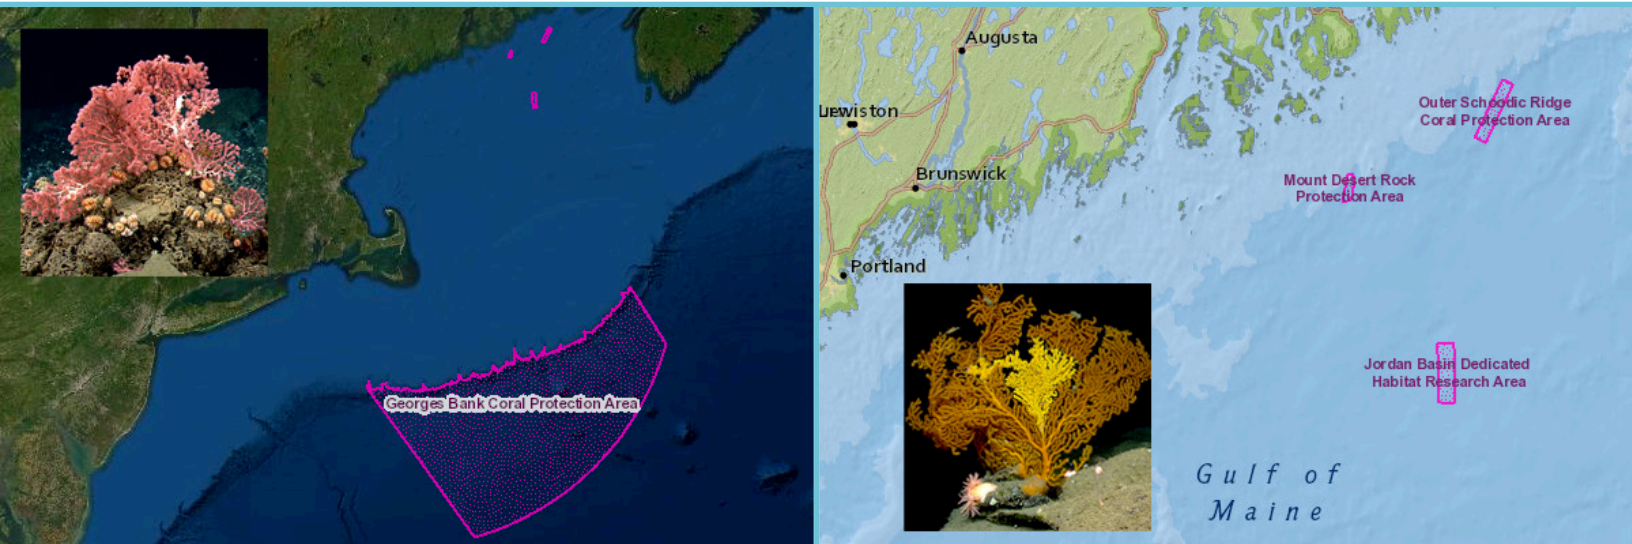 Georges Bank Coral Protection Area
Augusta
Lewiston
Brunswick
Portland
Outer Schoodic Ridge
Coral Protection Area
Mount Desert Rock
Protection Area
Jordan Basin Dedicated
Habitat Research Area
Gulf of
Maine